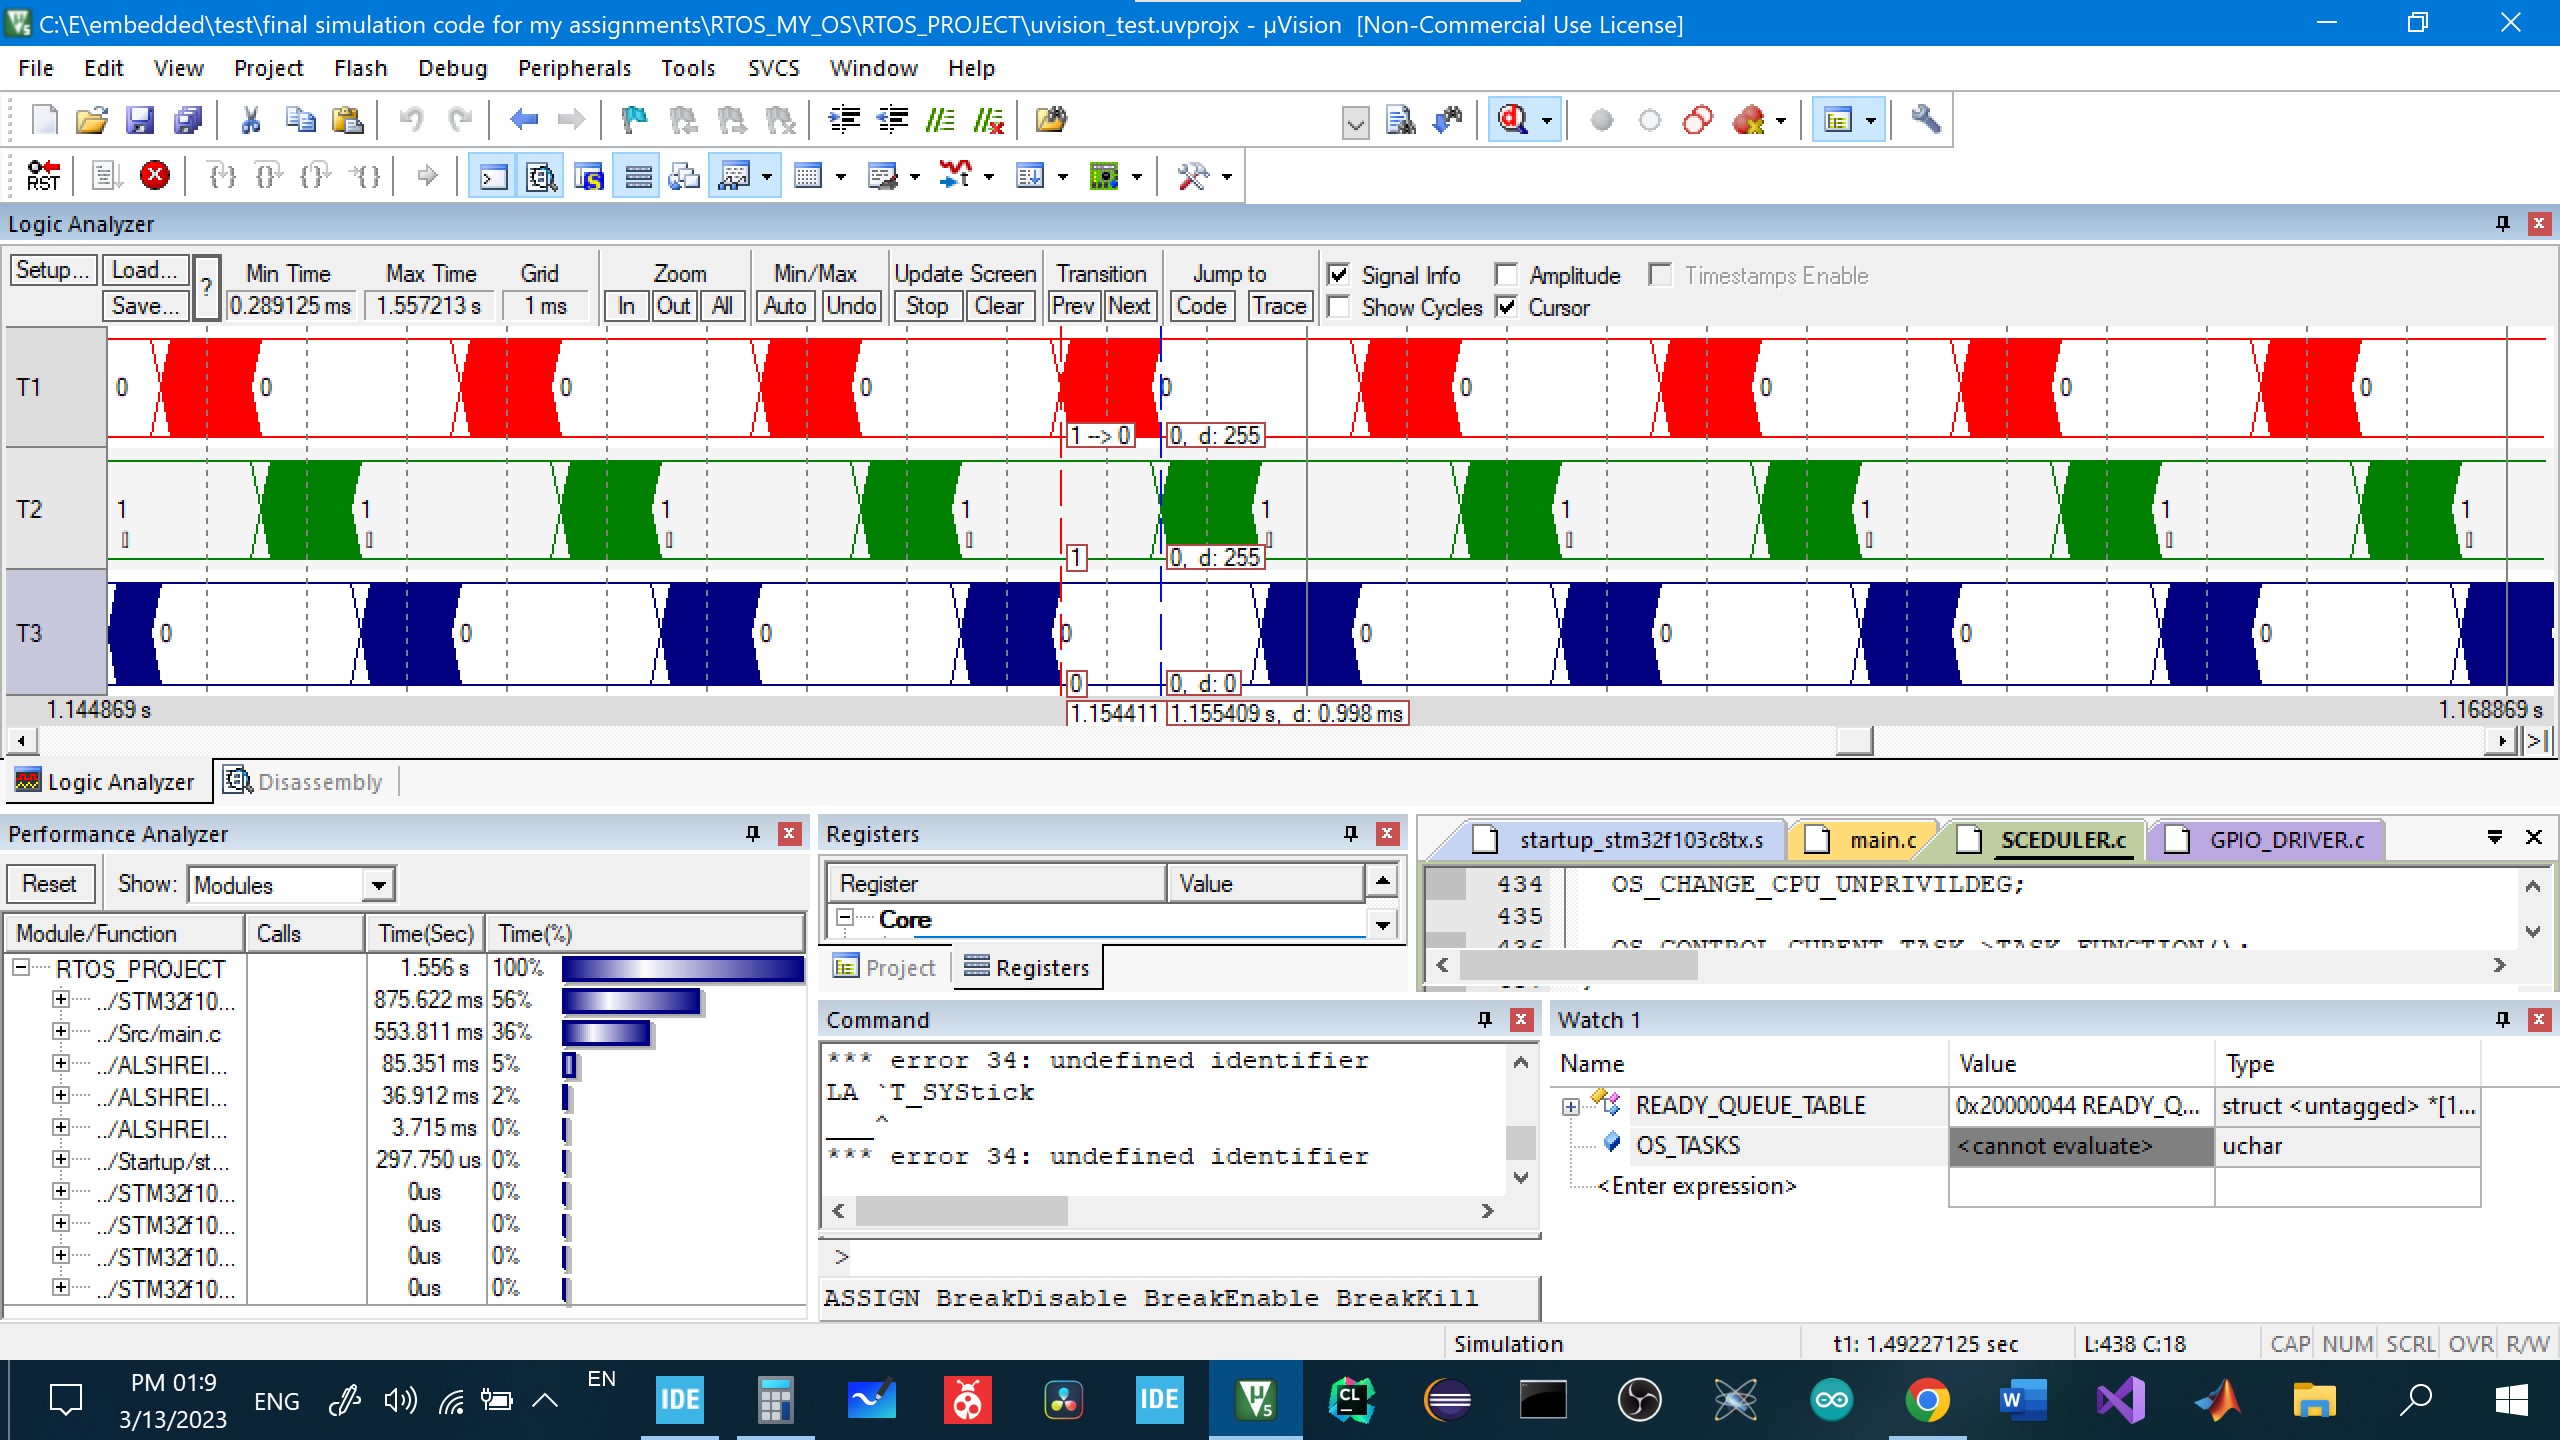 C:\E\embedded\test\final simulation code for my assignments\RTOS_MY_OS\RTOS_PROJECT\uvision_test.uvprojx - µVision [Non-Commercial Use License]
File Edit View Project Flash Debug Peripherals Tools SVCS Window Help
RST
Logic Analyzer
Setup... Load... ? Min Time Max Time Grid Zoom Min/Max Update Screen Transition Jump to Signal Info Amplitude Timestamps Enable
Save... 0.289125 ms 1.557213 s 1 ms In Out All Auto Undo Stop Clear Prev Next Code Trace Show Cycles Cursor
T1 0 0 0 0 0 0 0 0 0
1 --> 0 0, d: 255
T2 1 1 1 1 1 1 1 1 1
1 0, d: 255
T3 0 0 0 0 0 0 0 0
0 0, d: 0
1.144869 s 1.154411 1.155409 s, d: 0.998 ms 1.168869 s
Logic Analyzer Disassembly
Performance Analyzer
Reset Show: Modules
Module/Function Calls Time(Sec) Time(%)
RTOS_PROJECT 1.556 s 100%
../STM32f10... 875.622 ms 56%
../Src/main.c 553.811 ms 36%
../ALSHREI... 85.351 ms 5%
../ALSHREI... 36.912 ms 2%
../ALSHREI... 3.715 ms 0%
../Startup/st... 297.750 us 0%
../STM32f10... 0us 0%
../STM32f10... 0us 0%
../STM32f10... 0us 0%
../STM32f10... 0us 0%
Registers
Register Value
Core
Project Registers
startup_stm32f103c8tx.s main.c SCEDULER.c GPIO_DRIVER.c
434 OS_CHANGE_CPU_UNPRIVILDEG;
435
436 OS_CONTROL_CURENT_TASK->TASK_FUNCTION();
Command
*** error 34: undefined identifier
LA `T_SYStick
___^
*** error 34: undefined identifier
>
ASSIGN BreakDisable BreakEnable BreakKill
Watch 1
Name Value Type
READY_QUEUE_TABLE 0x20000044 READY_Q... struct <untagged> *[1...
OS_TASKS <cannot evaluate> uchar
<Enter expression>
Simulation t1: 1.49227125 sec L:438 C:18 CAP NUM SCRL OVR R/W
PM 01:9
3/13/2023
ENG
EN
IDE
IDE
µ5
CL
W